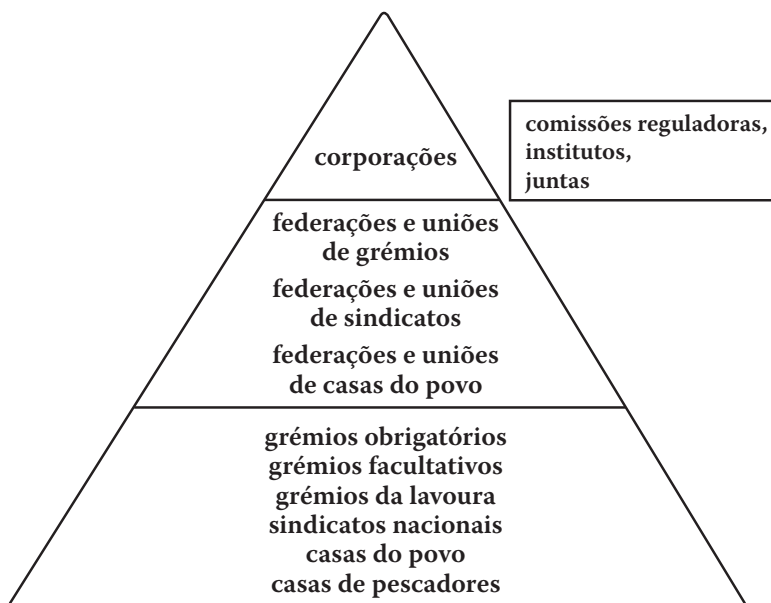 corporações
comissões reguladoras,
institutos,
juntas
federações e uniões
de grémios
federações e uniões
de sindicatos
federações e uniões
de casas do povo
grémios obrigatórios
grémios facultativos
grémios da lavoura
sindicatos nacionais
casas do povo
casas de pescadores